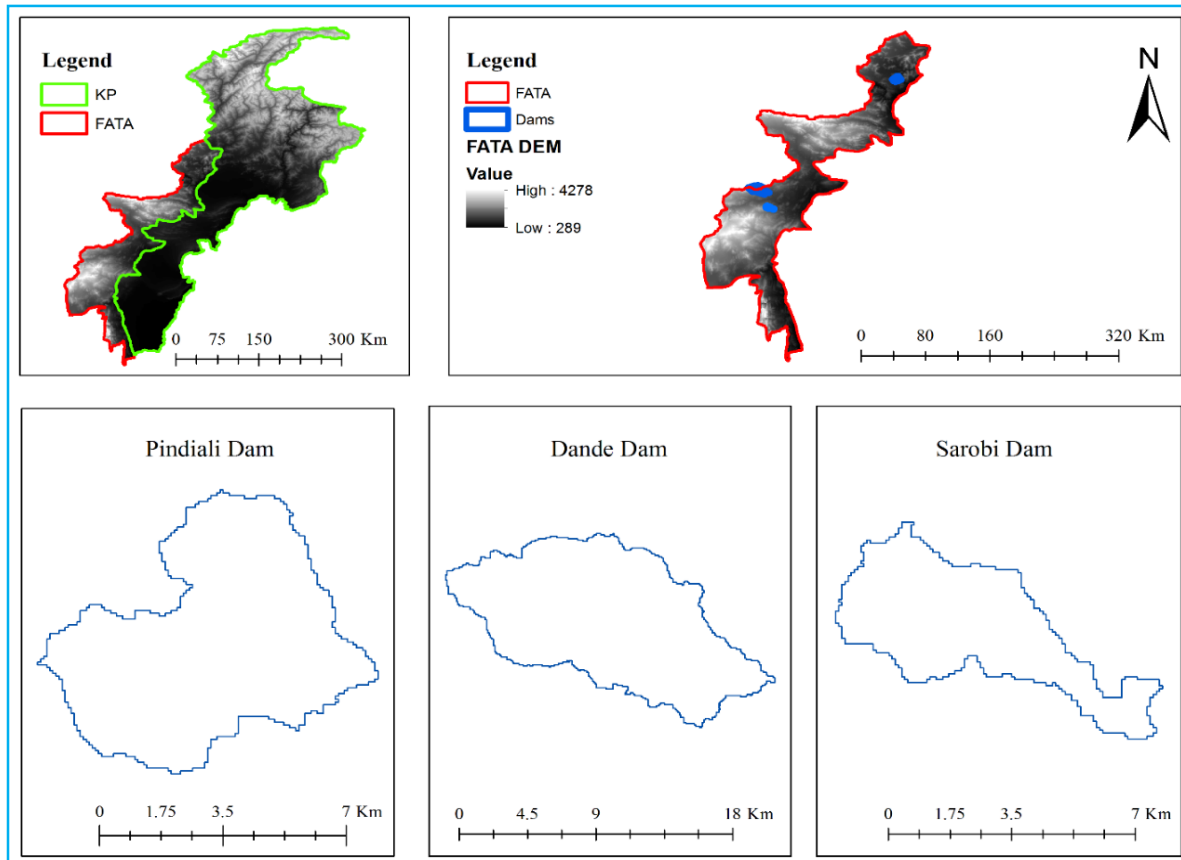 Legend
KP
FATA
0 75 150 300 Km
Legend
FATA
Dams
FATA DEM
Value
High : 4278
Low : 289
N
0 80 160 320 Km
Pindiali Dam
0 1.75 3.5 7 Km
Dande Dam
0 4.5 9 18 Km
Sarobi Dam
0 1.75 3.5 7 Km